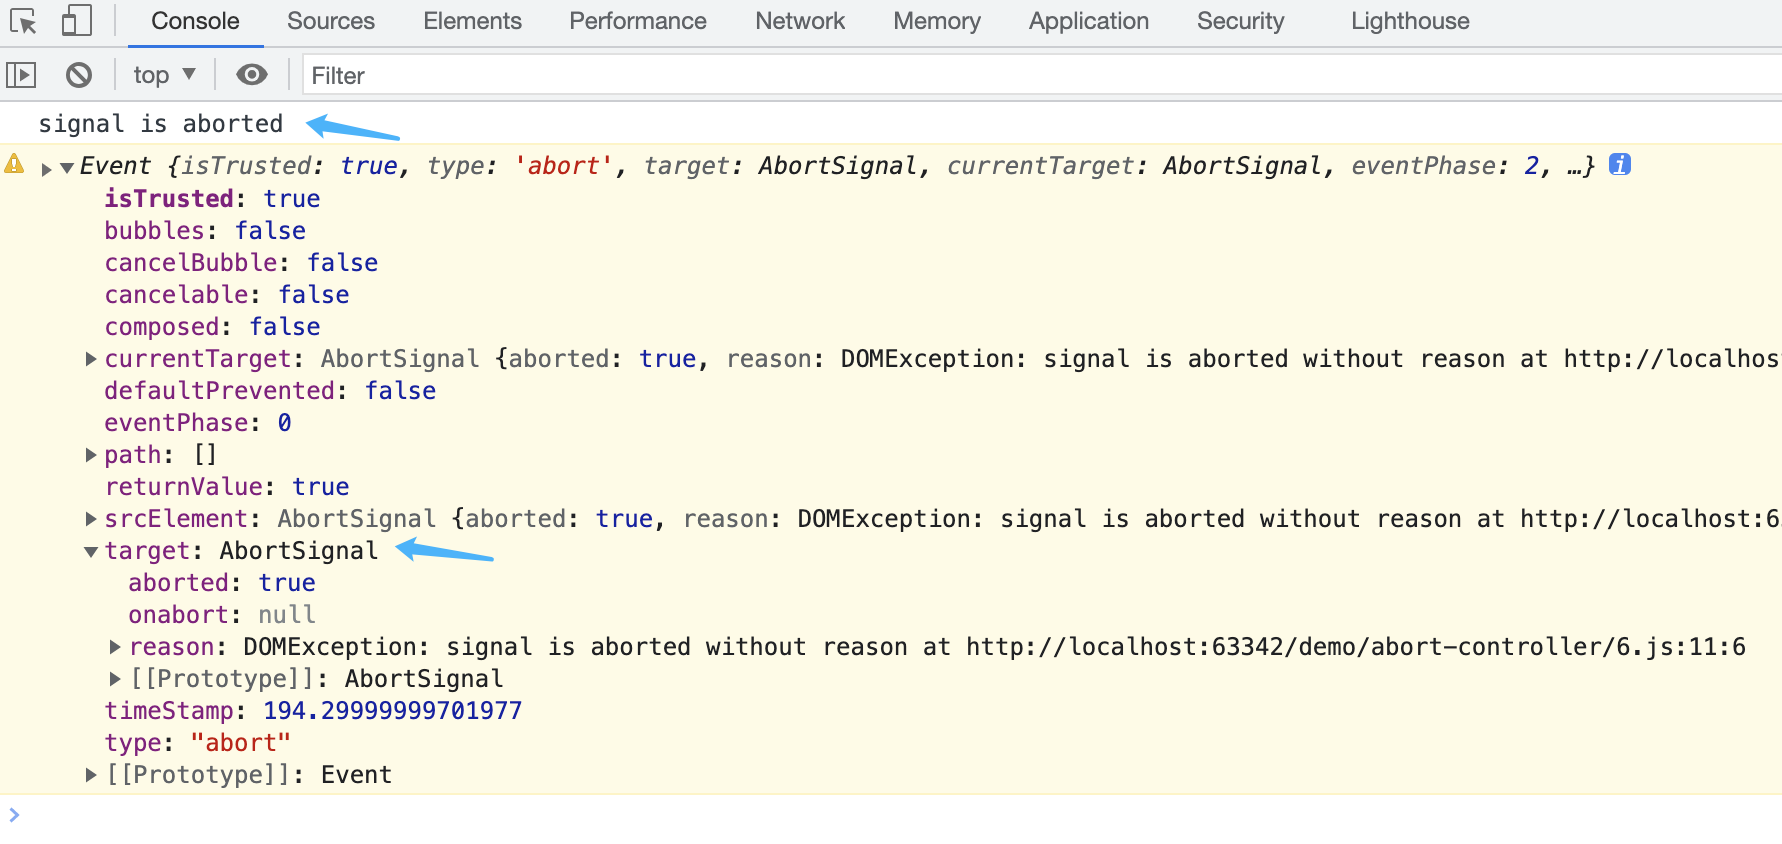 Console Sources Elements Performance Network Memory Application Security Lighthouse
top Filter
signal is aborted
Event {isTrusted: true, type: 'abort', target: AbortSignal, currentTarget: AbortSignal, eventPhase: 2, …} i
isTrusted: true
bubbles: false
cancelBubble: false
cancelable: false
composed: false
currentTarget: AbortSignal {aborted: true, reason: DOMException: signal is aborted without reason at http://localhos
defaultPrevented: false
eventPhase: 0
path: []
returnValue: true
srcElement: AbortSignal {aborted: true, reason: DOMException: signal is aborted without reason at http://localhost:6
target: AbortSignal
aborted: true
onabort: null
reason: DOMException: signal is aborted without reason at http://localhost:63342/demo/abort-controller/6.js:11:6
[[Prototype]]: AbortSignal
timeStamp: 194.29999999701977
type: "abort"
[[Prototype]]: Event